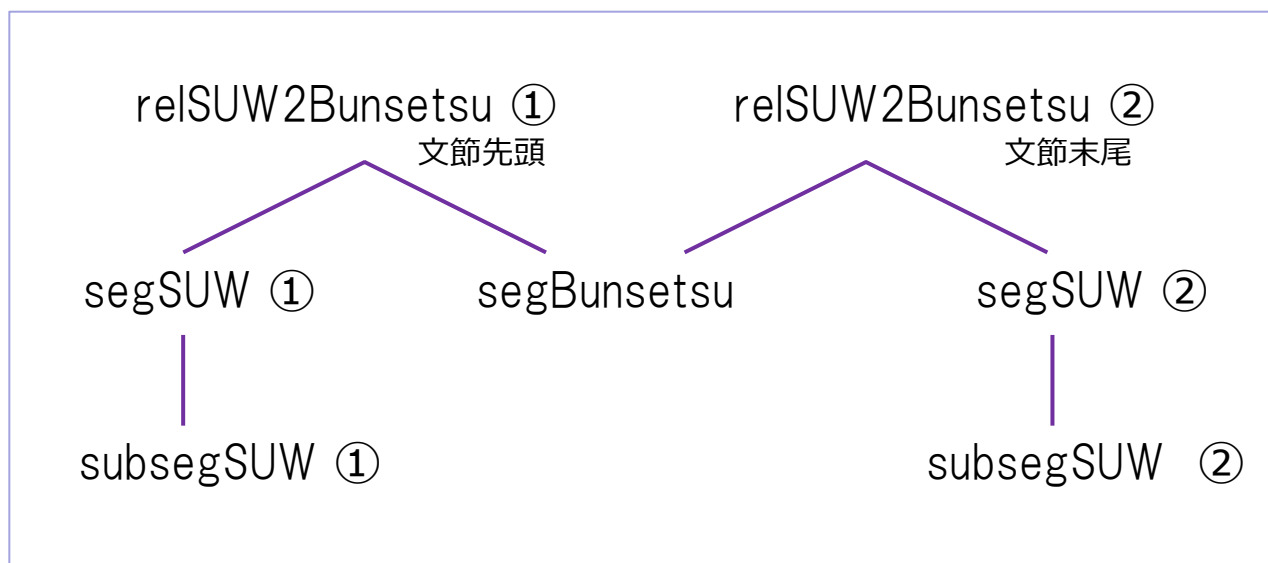 relSUW2Bunsetsu ① relSUW2Bunsetsu ②
文節先頭 文節末尾
segSUW ① segBunsetsu segSUW ②
subsegSUW ① subsegSUW ②